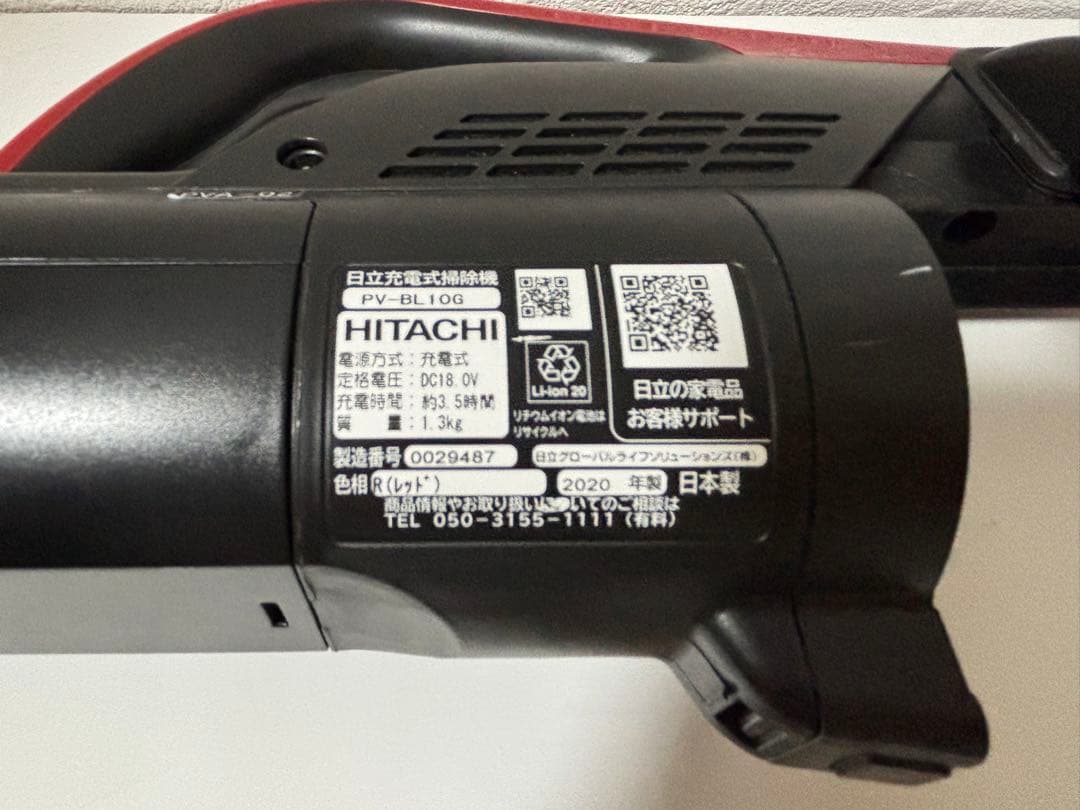 日立充電式掃除機
PV-BL10G
HITACHI
電源方式：充電式
定格電圧：DC18.0V
充電時間：約3.5時間
質　　量：1.3kg
Li-ion 20
リチウムイオン電池は
リサイクルへ
日立の家電品
お客様サポート
製造番号 0029487 日立グローバルライフソリューションズ(株)
色相 R(レッド) 2020 年製 日本製
商品情報やお取り扱いについてのご相談は
TEL 050-3155-1111 (有料)